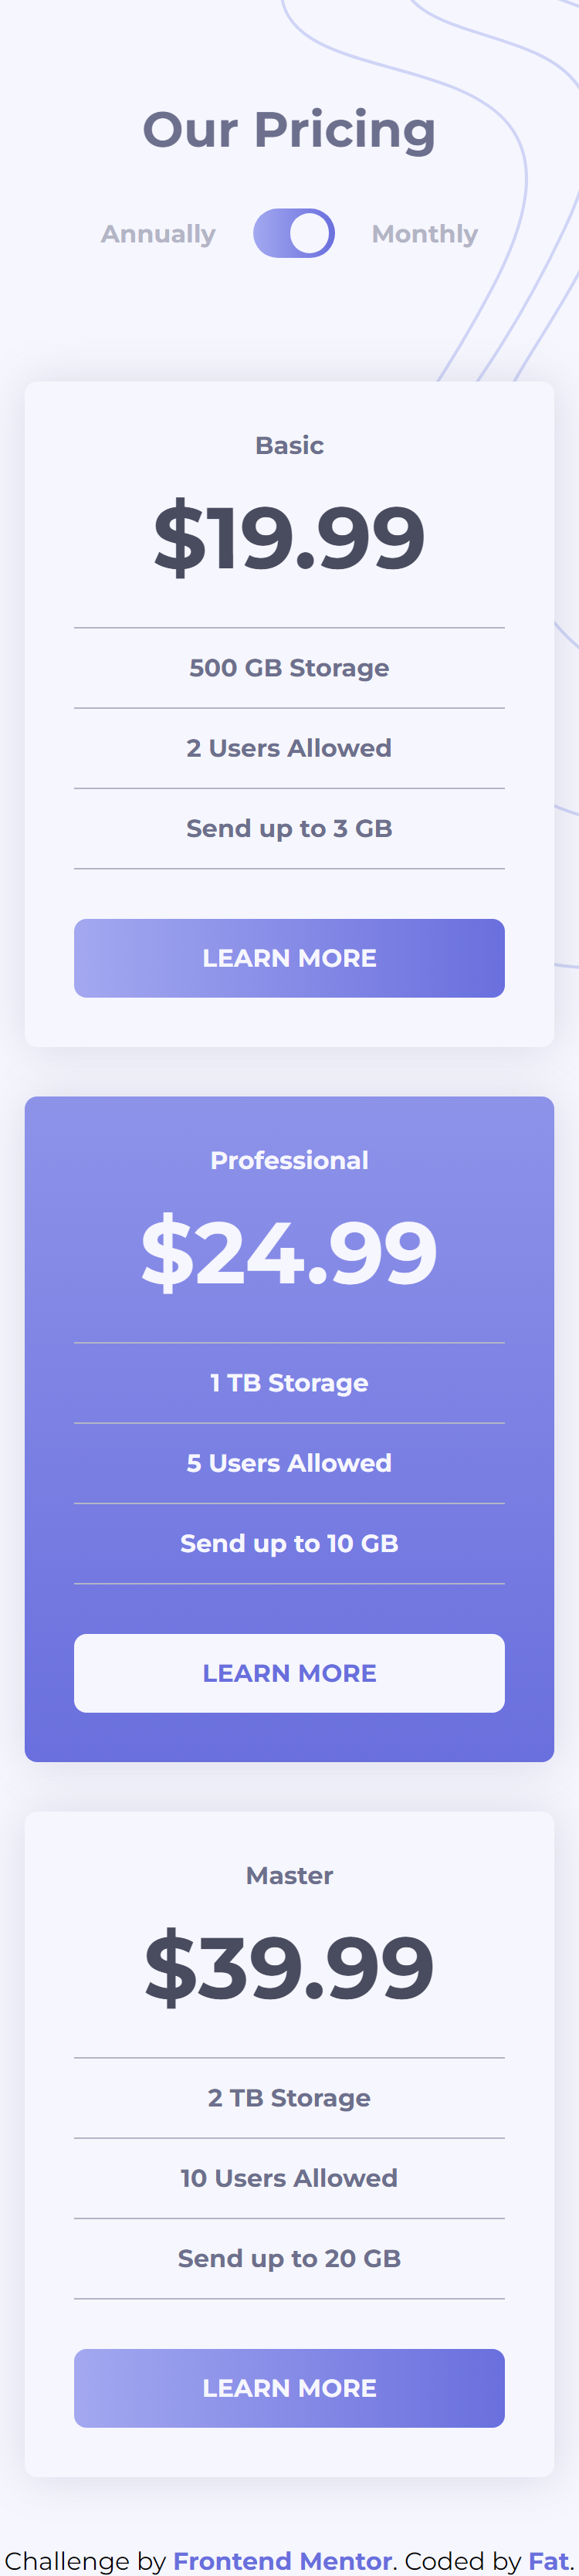 Our Pricing
Annually Monthly
Basic
$19.99
500 GB Storage
2 Users Allowed
Send up to 3 GB
LEARN MORE
Professional
$24.99
1 TB Storage
5 Users Allowed
Send up to 10 GB
LEARN MORE
Master
$39.99
2 TB Storage
10 Users Allowed
Send up to 20 GB
LEARN MORE
Challenge by Frontend Mentor. Coded by Fat.